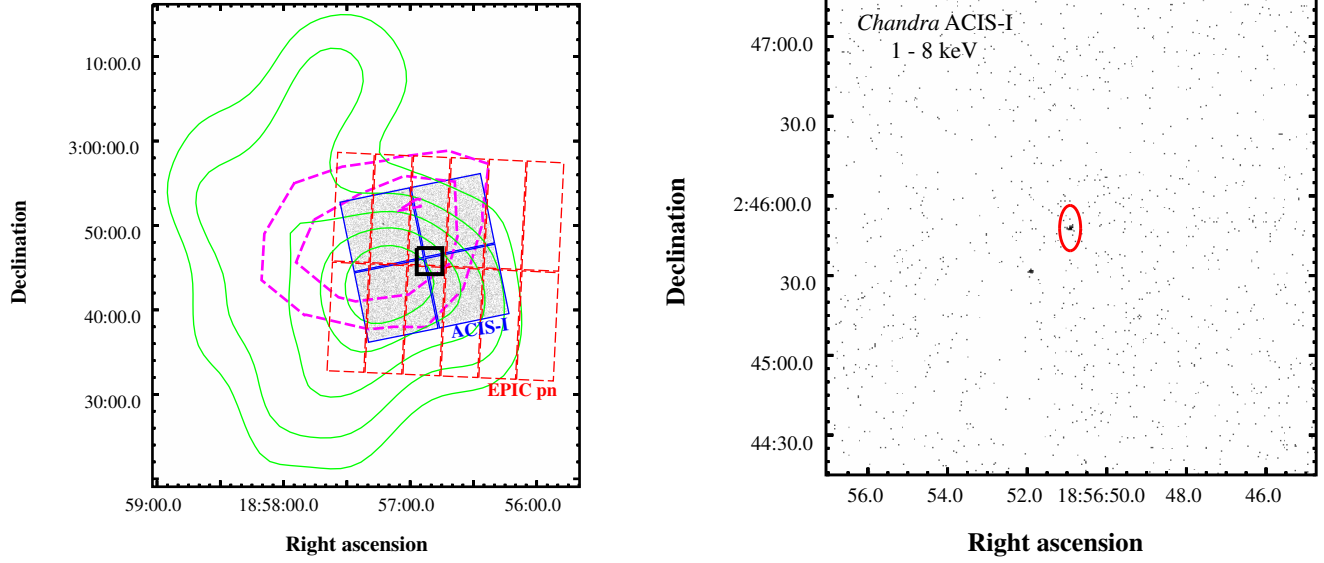 10:00.0
3:00:00.0
50:00.0
40:00.0
30:00.0
Declination
ACIS-I
EPIC pn
59:00.0 18:58:00.0 57:00.0 56:00.0
Right ascension
Chandra ACIS-I
1 - 8 keV
47:00.0
30.0
2:46:00.0
30.0
45:00.0
44:30.0
Declination
56.0 54.0 52.0 18:56:50.0 48.0 46.0
Right ascension